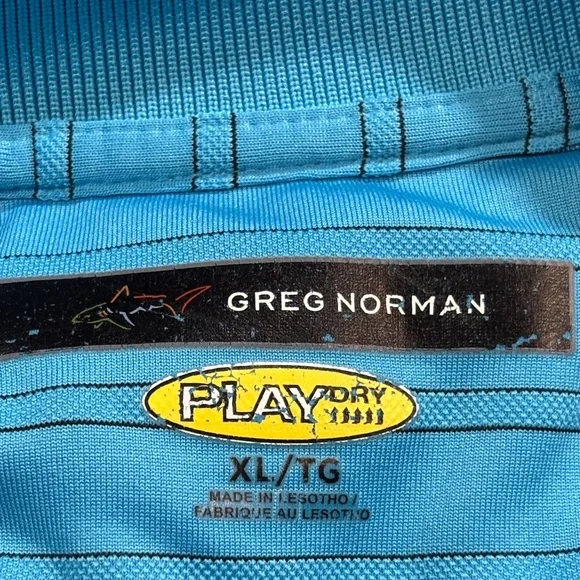 GREG NORMAN
PLAY DRY
XL/TG
MADE IN LESOTHO/
FABRIQUE AU LESOTHO